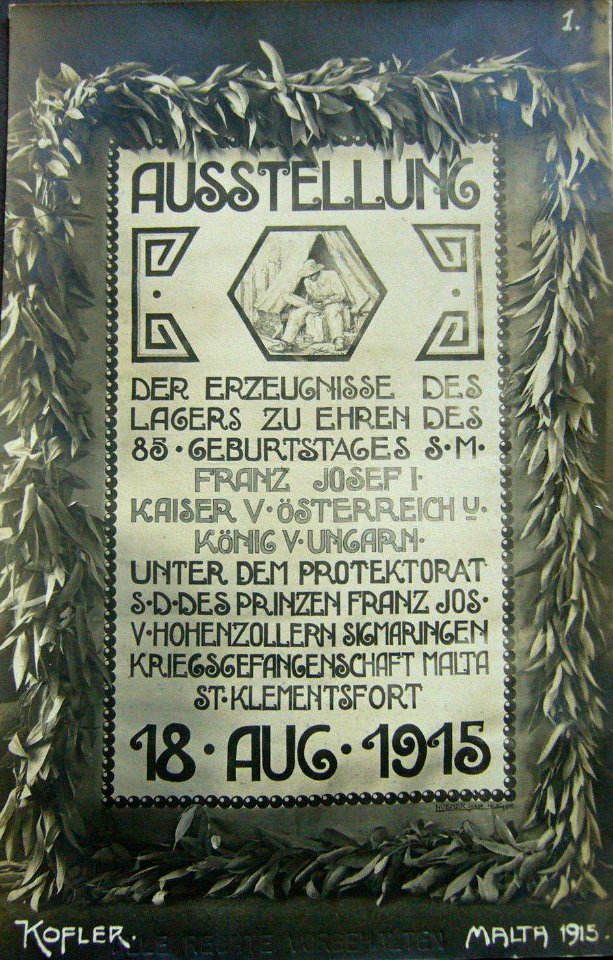 1.
AUSSTELLUNG
DER ERZEUGNISSE DES
LAGERS ZU EHREN DES
85·GEBURTSTAGES S·M·
FRANZ JOSEF I·
KAISER V·ÖSTERREICH U·
KÖNIG V·UNGARN·
UNTER DEM PROTEKTORAT
S·D·DES PRINZEN FRANZ JOS·
V·HOHENZOLLERN SIGMARINGEN
KRIEGSGEFANGENSCHAFT MALTA
ST·KLEMENTSFORT
18·AUG·1915
KOFLER. MALTA 1915.
ALLE RECHTE VORBEHALTEN